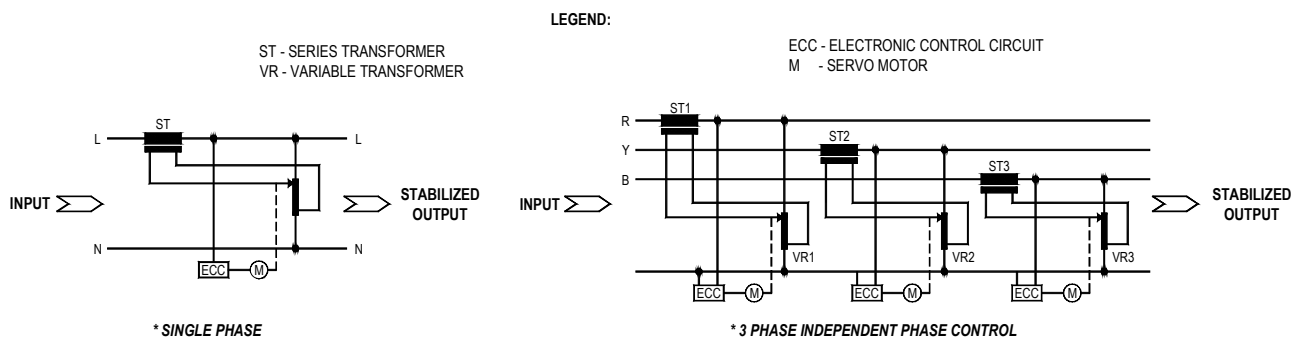 LEGEND:
ST - SERIES TRANSFORMER
VR - VARIABLE TRANSFORMER
ECC - ELECTRONIC CONTROL CIRCUIT
M - SERVO MOTOR
ST
L
L
INPUT
STABILIZED
OUTPUT
N
N
ECC
M
* SINGLE PHASE
ST1
R
ST2
Y
ST3
B
INPUT
STABILIZED
OUTPUT
VR1
VR2
VR3
ECC
M
ECC
M
ECC
M
* 3 PHASE INDEPENDENT PHASE CONTROL